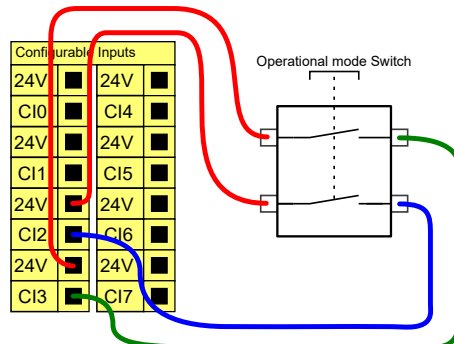 Configurable Inputs
Operational mode Switch
24V 24V
CI0 CI4
24V 24V
CI1 CI5
24V 24V
CI2 CI6
24V 24V
CI3 CI7